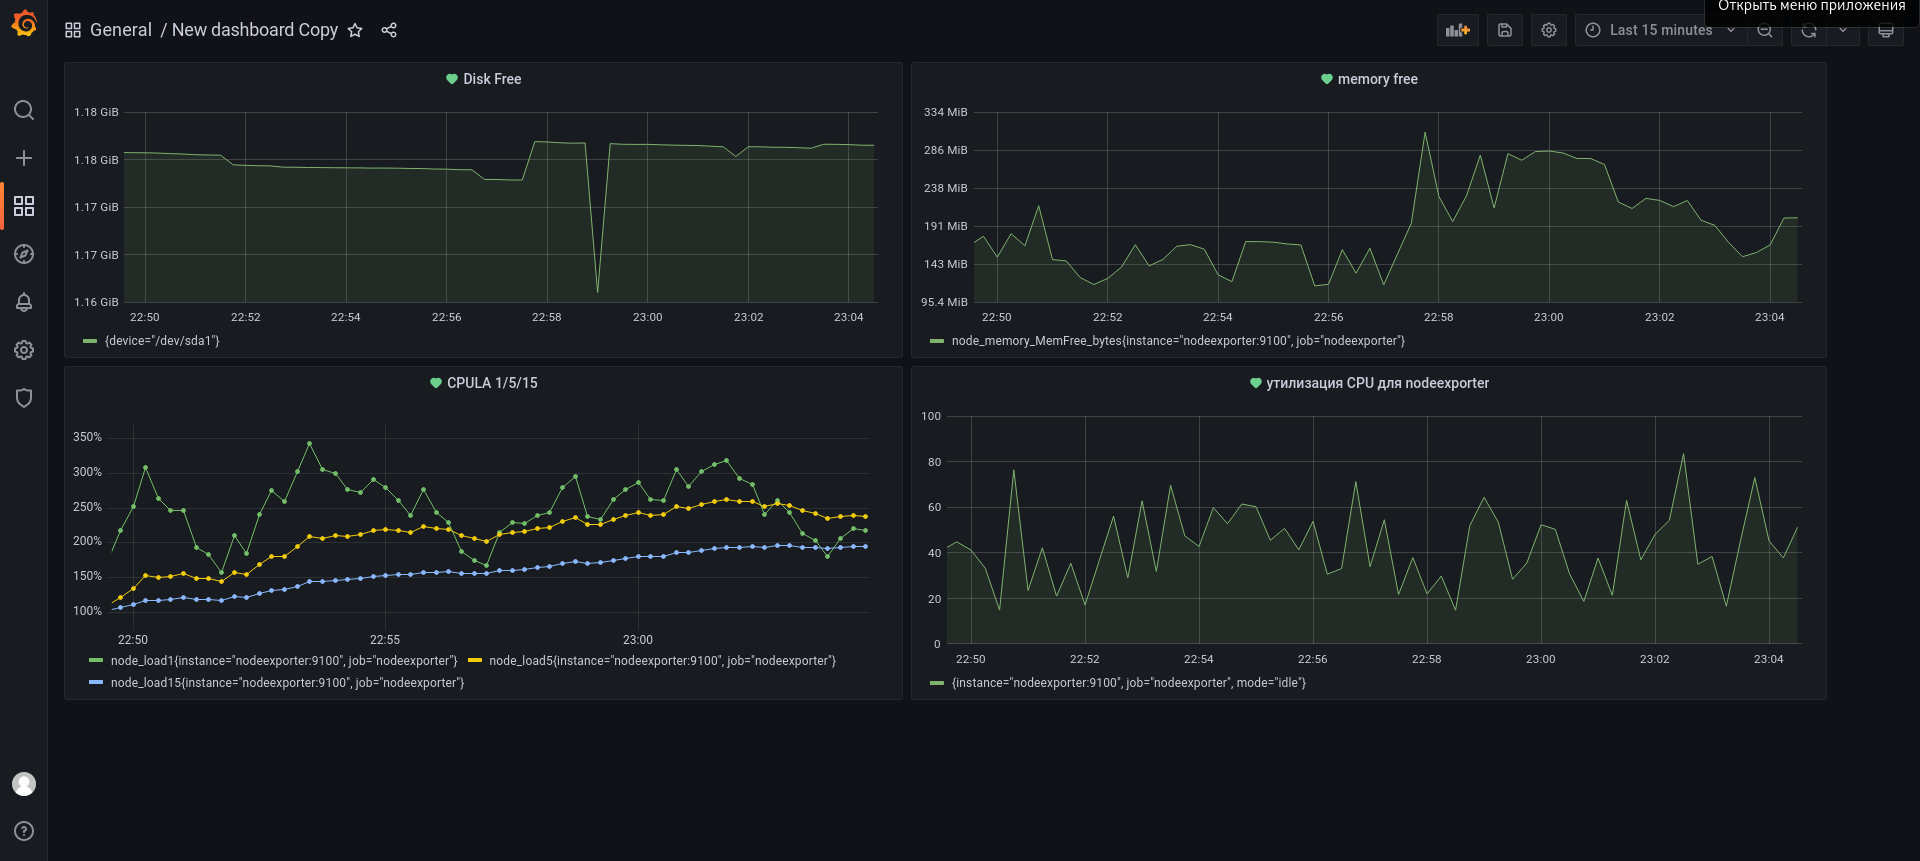 Открыть меню приложения
General / New dashboard Copy
Last 15 minutes
Disk Free
1.18 GiB
1.18 GiB
1.17 GiB
1.17 GiB
1.16 GiB
22:50 22:52 22:54 22:56 22:58 23:00 23:02 23:04
{device="/dev/sda1"}
memory free
334 MiB
286 MiB
238 MiB
191 MiB
143 MiB
95.4 MiB
22:50 22:52 22:54 22:56 22:58 23:00 23:02 23:04
node_memory_MemFree_bytes{instance="nodeexporter:9100", job="nodeexporter"}
CPULA 1/5/15
350%
300%
250%
200%
150%
100%
22:50 22:55 23:00
node_load1{instance="nodeexporter:9100", job="nodeexporter"} node_load5{instance="nodeexporter:9100", job="nodeexporter"}
node_load15{instance="nodeexporter:9100", job="nodeexporter"}
утилизация CPU для nodeexporter
100
80
60
40
20
0
22:50 22:52 22:54 22:56 22:58 23:00 23:02 23:04
{instance="nodeexporter:9100", job="nodeexporter", mode="idle"}